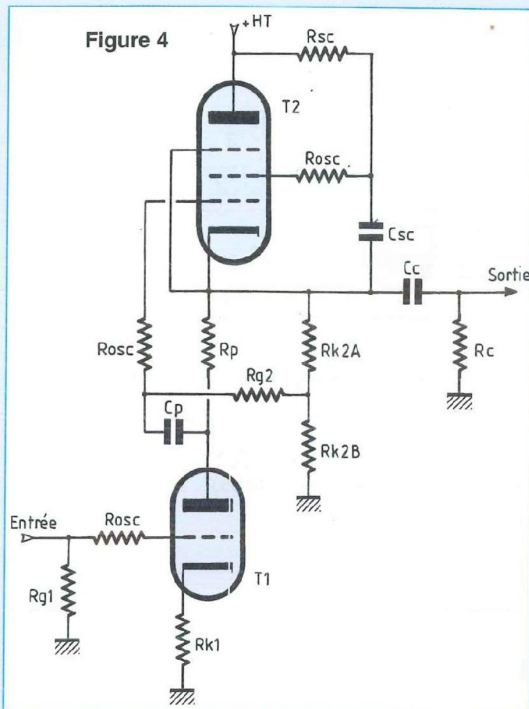 Figure 4
+HT
Rsc
T2
Rosc
Csc
Cc
Sortie
Rosc
Rp
Rk2A
Rc
Rg2
Cp
Rk2B
Entrée
Rosc
T1
Rg1
Rk1